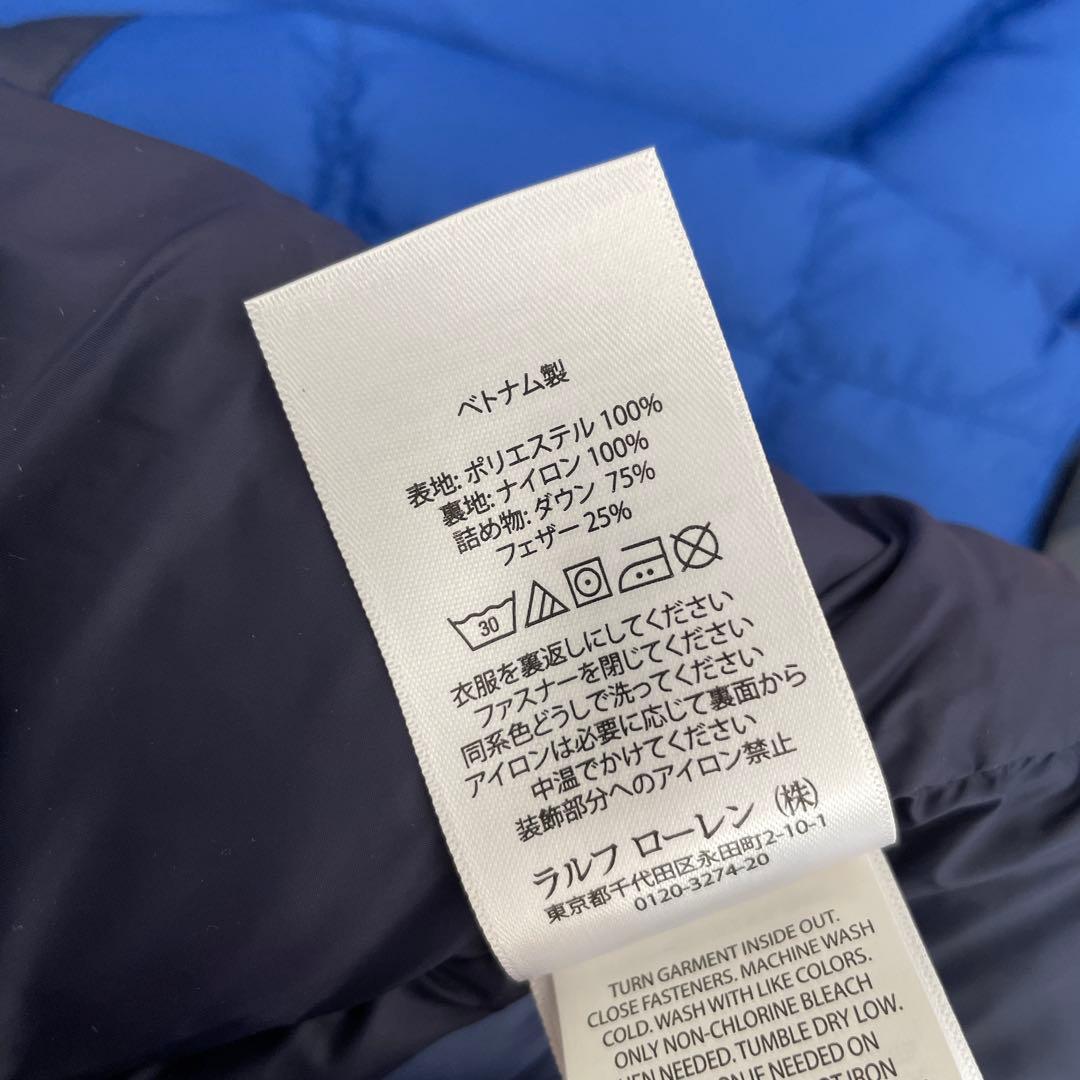 ベトナム製
表地: ポリエステル 100%
裏地: ナイロン 100%
詰め物: ダウン 75%
フェザー 25%
30
衣服を裏返しにしてください
ファスナーを閉じてください
同系色どうしで洗ってください
アイロンは必要に応じて裏面から
中温でかけてください
装飾部分へのアイロン禁止
ラルフ ローレン (株)
東京都千代田区永田町2-10-1
0120-3274-20
TURN GARMENT INSIDE OUT.
CLOSE FASTENERS. MACHINE WASH
COLD. WASH WITH LIKE COLORS.
ONLY NON-CHLORINE BLEACH
NEEDED. TUMBLE DRY LOW.
IF NEEDED ON
IRON